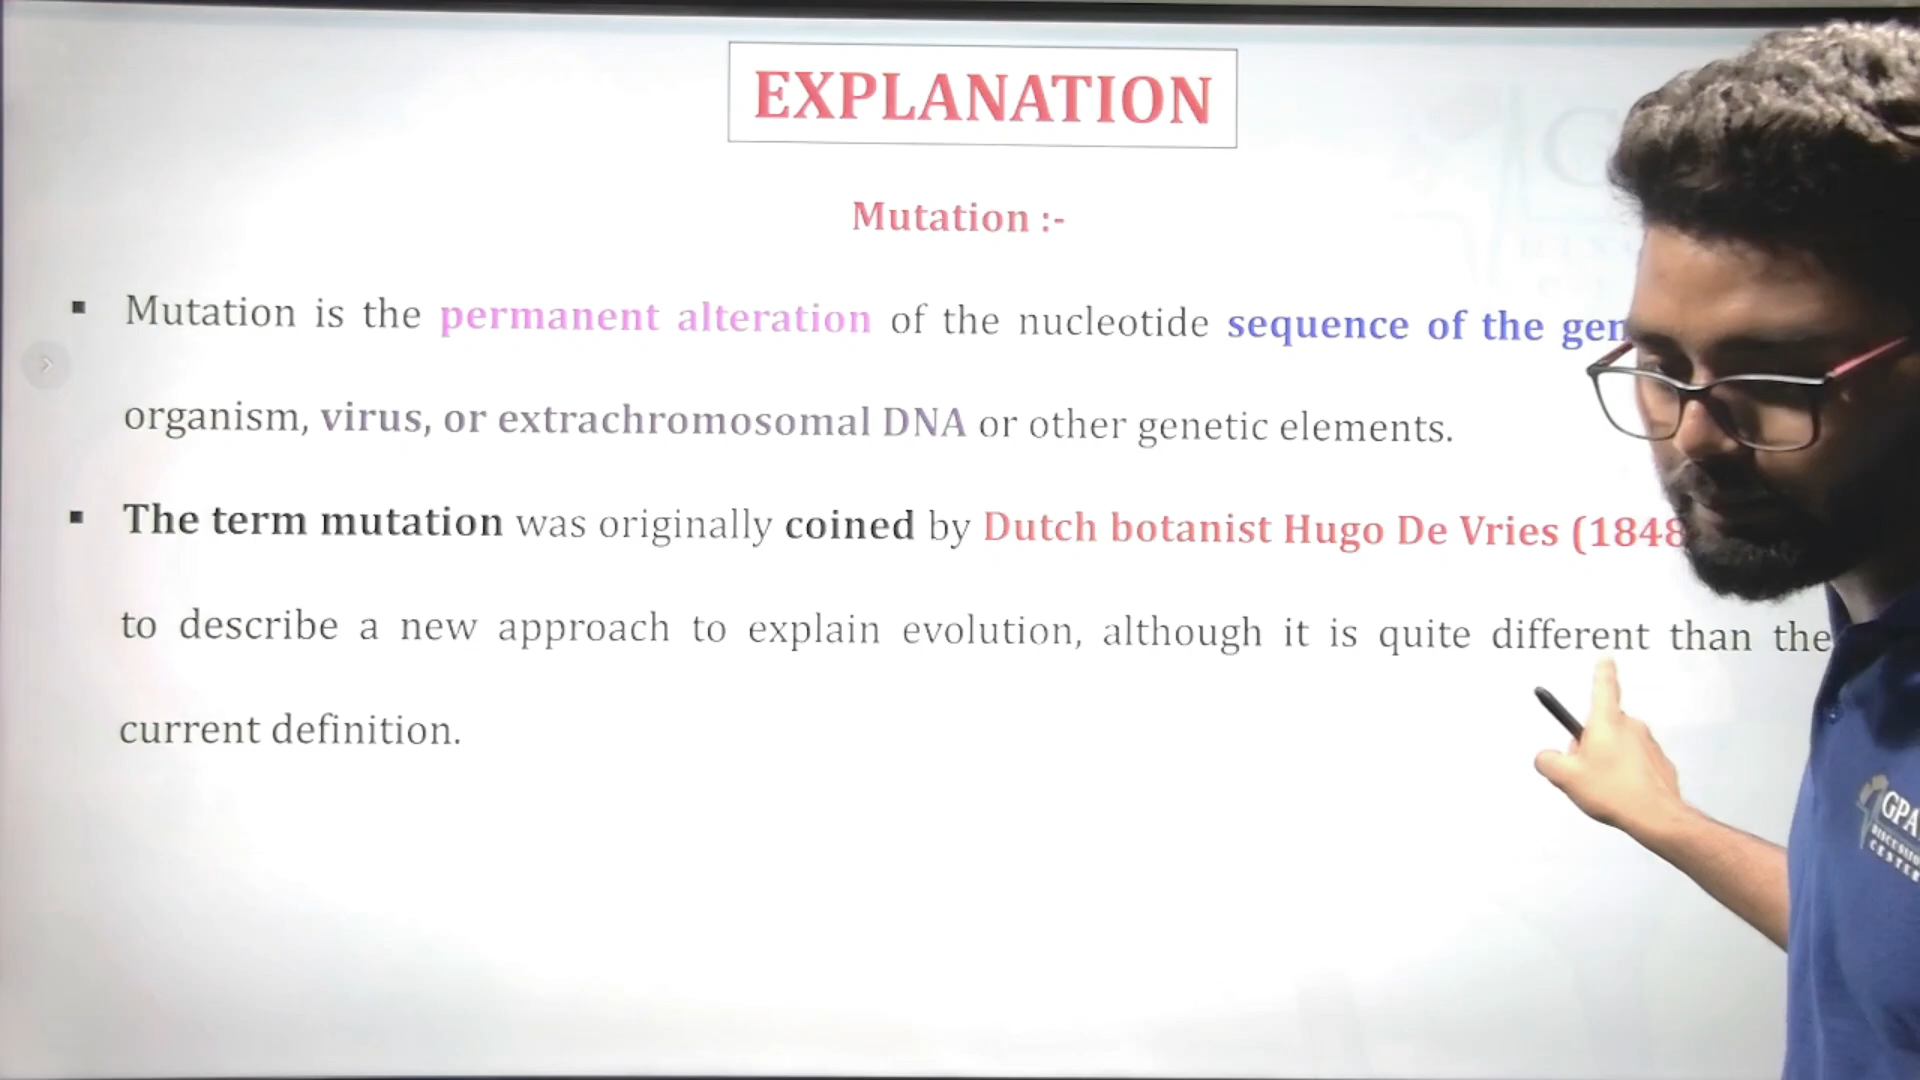 EXPLANATION
Mutation :-
▪ Mutation is the permanent alteration of the nucleotide sequence of the
organism, virus, or extrachromosomal DNA or other genetic elements.
▪ The term mutation was originally coined by Dutch botanist Hugo De Vries (1848
to describe a new approach to explain evolution, although it is quite different than the
current definition.